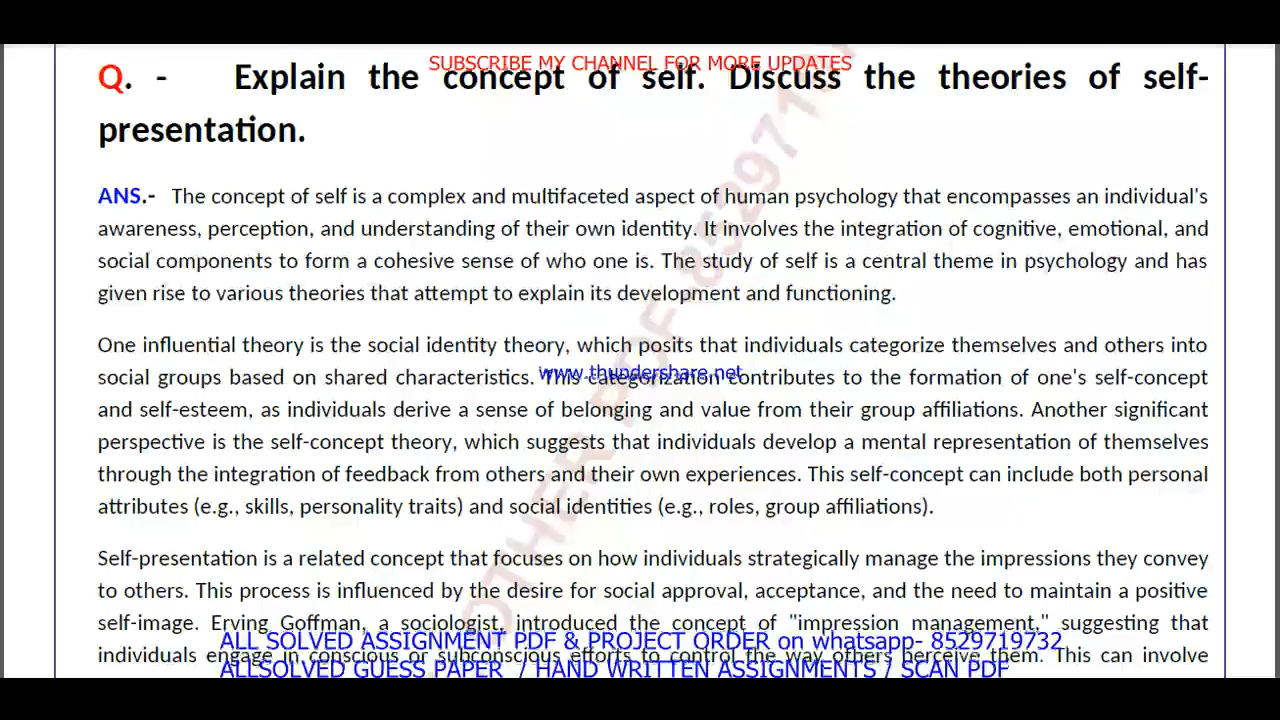 SUBSCRIBE MY CHANNEL FOR MORE UPDATES
Q. - Explain the concept of self. Discuss the theories of self-
presentation.
ANS.- The concept of self is a complex and multifaceted aspect of human psychology that encompasses an individual's
awareness, perception, and understanding of their own identity. It involves the integration of cognitive, emotional, and
social components to form a cohesive sense of who one is. The study of self is a central theme in psychology and has
given rise to various theories that attempt to explain its development and functioning.
One influential theory is the social identity theory, which posits that individuals categorize themselves and others into
www.thundershare.net
social groups based on shared characteristics. This categorization contributes to the formation of one's self-concept
and self-esteem, as individuals derive a sense of belonging and value from their group affiliations. Another significant
perspective is the self-concept theory, which suggests that individuals develop a mental representation of themselves
through the integration of feedback from others and their own experiences. This self-concept can include both personal
attributes (e.g., skills, personality traits) and social identities (e.g., roles, group affiliations).
Self-presentation is a related concept that focuses on how individuals strategically manage the impressions they convey
to others. This process is influenced by the desire for social approval, acceptance, and the need to maintain a positive
self-image. Erving Goffman, a sociologist, introduced the concept of "impression management," suggesting that
ALL SOLVED ASSIGNMENT PDF & PROJECT ORDER on whatsapp- 8529719732
individuals engage in conscious or subconscious efforts to control the way others perceive them. This can involve
ALLSOLVED GUESS PAPER / HAND WRITTEN ASSIGNMENTS / SCAN PDF
OTHER PDF 8529719